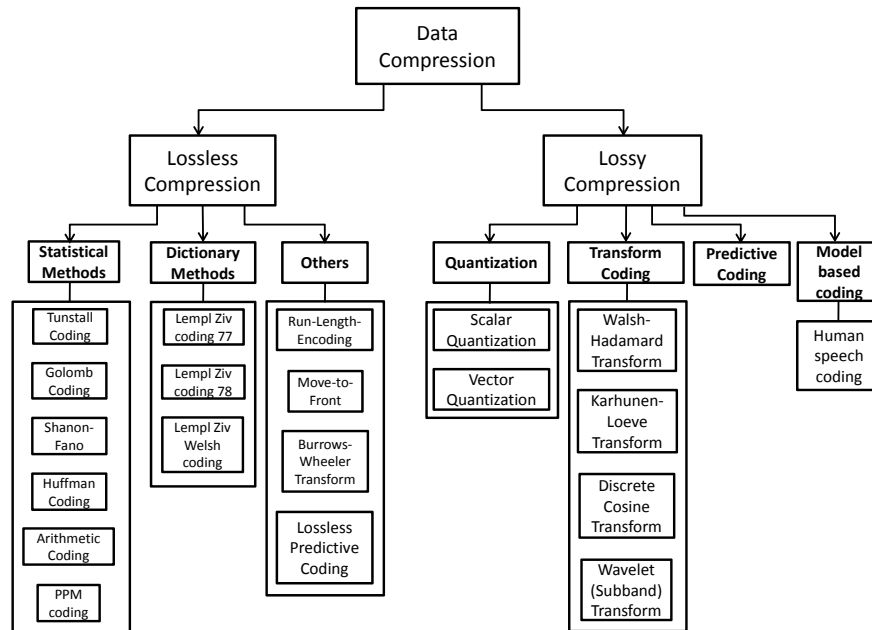 Data
Compression
Lossless
Compression
Lossy
Compression
Statistical
Methods
Dictionary
Methods
Others
Quantization
Transform
Coding
Predictive
Coding
Model
based
coding
Tunstall
Coding
Golomb
Coding
Shanon-
Fano
Huffman
Coding
Arithmetic
Coding
PPM
coding
Lempl Ziv
coding 77
Lempl Ziv
coding 78
Lempl Ziv
Welsh
coding
Run-Length-
Encoding
Move-to-
Front
Burrows-
Wheeler
Transform
Lossless
Predictive
Coding
Scalar
Quantization
Vector
Quantization
Walsh-
Hadamard
Transform
Karhunen-
Loeve
Transform
Discrete
Cosine
Transform
Wavelet
(Subband)
Transform
Human
speech
coding